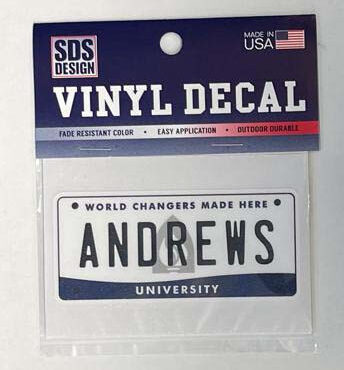 SDS
DESIGN
MADE IN
USA
VINYL DECAL
FADE RESISTANT COLOR • EASY APPLICATION • OUTDOOR DURABLE
• WORLD CHANGERS MADE HERE •
ANDREWS
UNIVERSITY